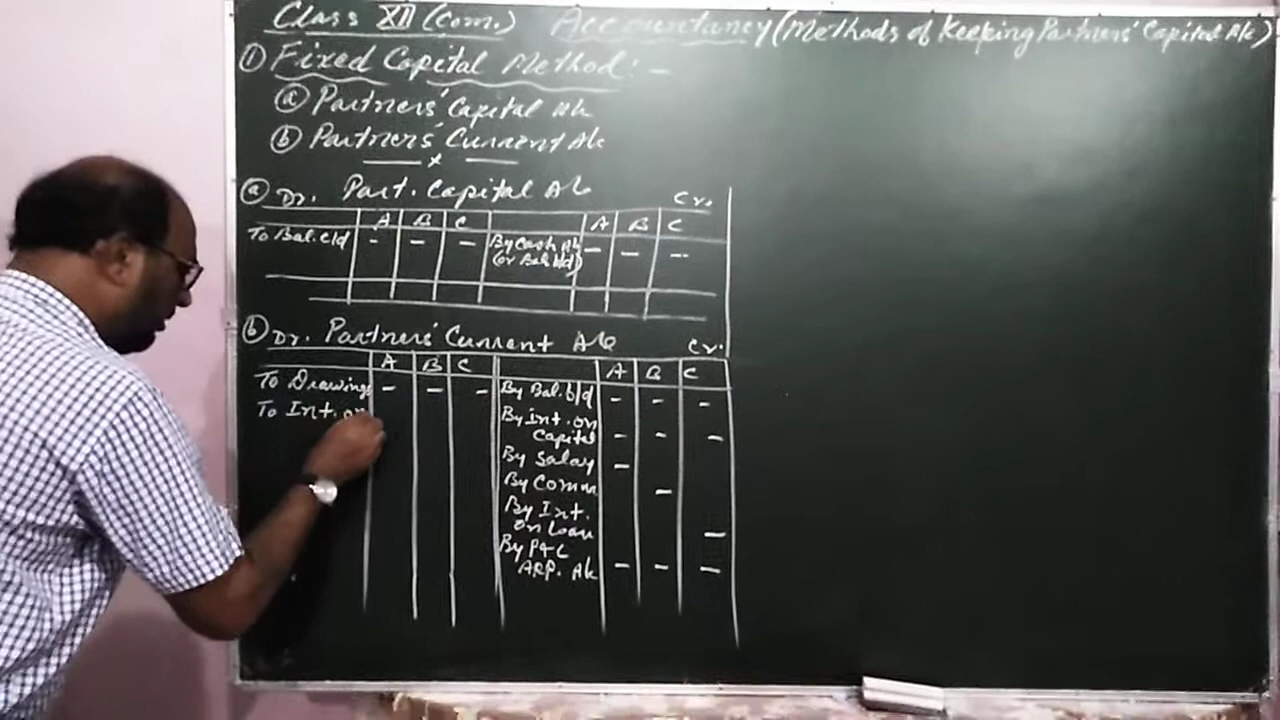 Class XII (Com.) Accountancy (Methods of Keeping Partners' Capital A/c)
① Fixed Capital Method :-
ⓐ Partners' Capital A/c
ⓑ Partners' Current A/c
x
ⓐ Dr. Part. Capital A/c Cr.
A B C A B C
To Bal. c/d - - - By Cash A/c - - -
(or Bal. b/d)
ⓑ Dr. Partners' Current A/c Cr.
A B C A B C
To Drawings - - - By Bal. b/d - - -
To Int. on By Int. on
Capital - - -
By Salary -
By Comm -
By Int.
on Loan -
By P+L
APP. A/c - - -